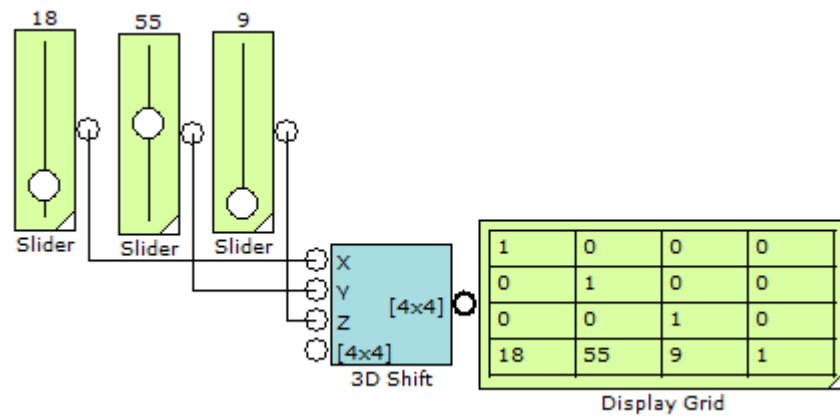 18 55 9
Slider Slider Slider
X
Y
Z
[4x4]
[4x4]
3D Shift
1 0 0 0
0 1 0 0
0 0 1 0
18 55 9 1
Display Grid